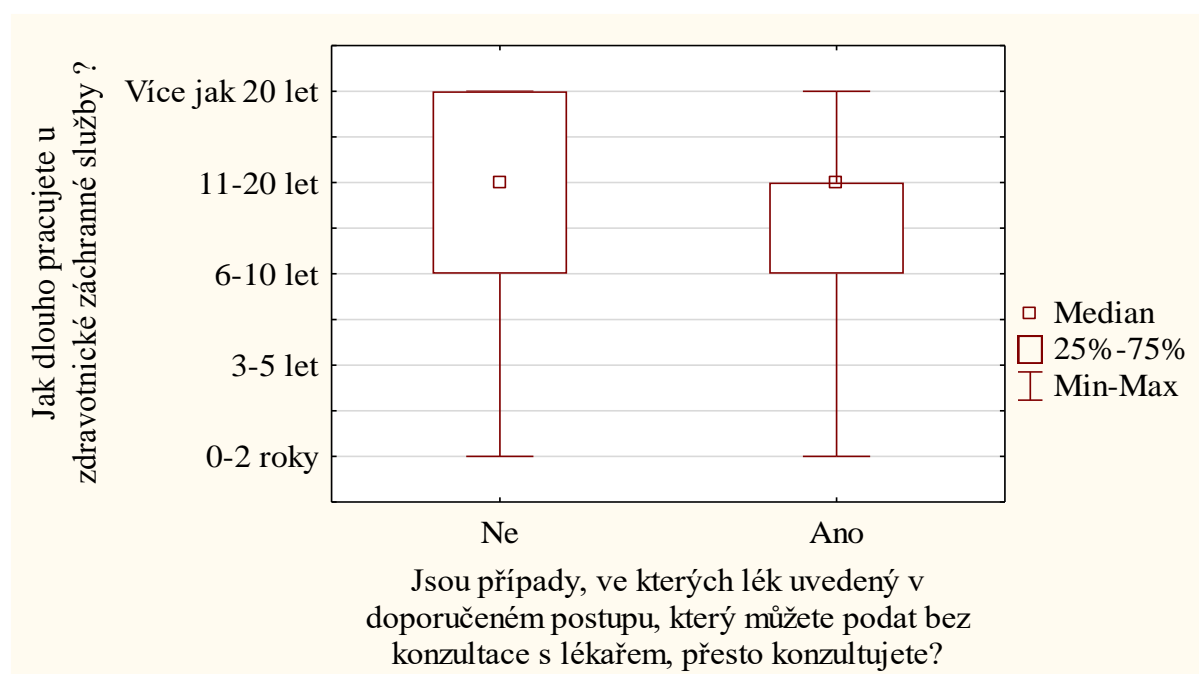 Jak dlouho pracujete u
zdravotnické záchranné služby ?
Více jak 20 let
11-20 let
6-10 let
3-5 let
0-2 roky
Ne
Ano
Jsou případy, ve kterých lék uvedený v
doporučeném postupu, který můžete podat bez
konzultace s lékařem, přesto konzultujete?
Median
25%-75%
Min-Max